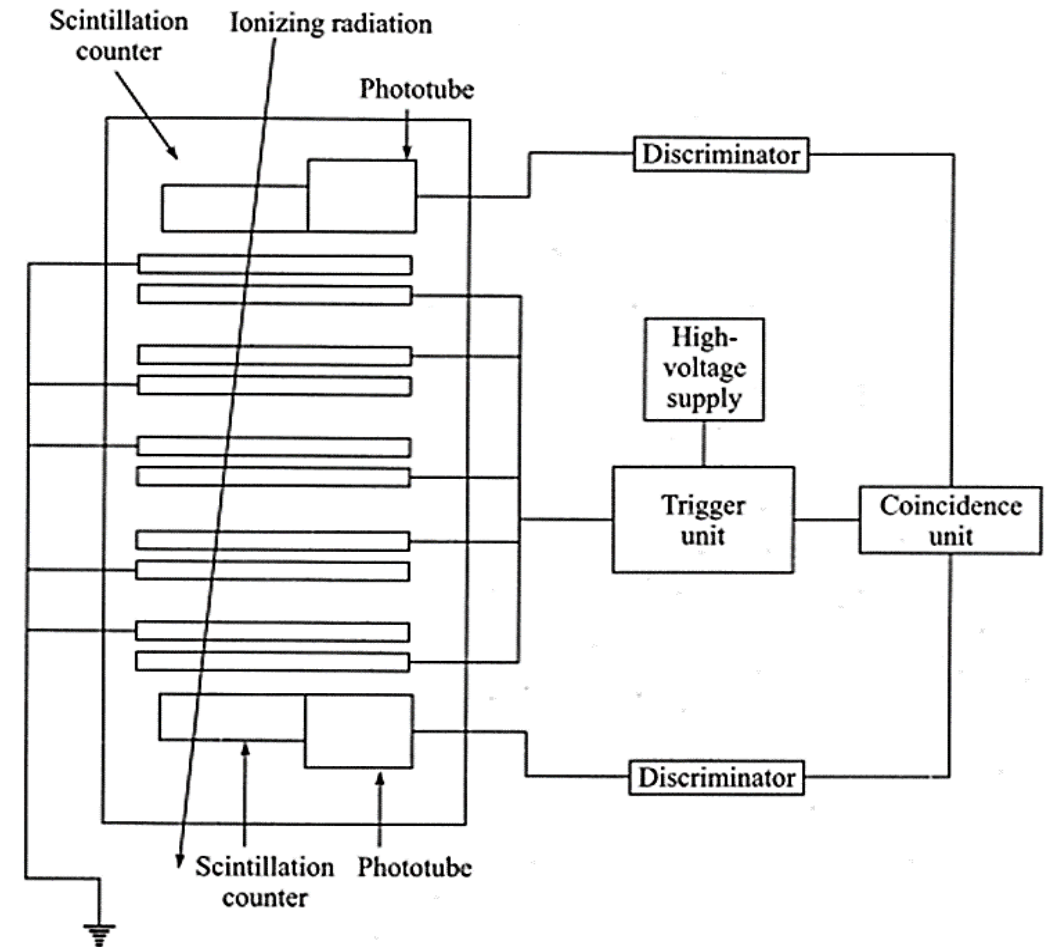 Scintillation
counter
Ionizing radiation
Phototube
Discriminator
High-
voltage
supply
Trigger
unit
Coincidence
unit
Discriminator
Scintillation
counter
Phototube